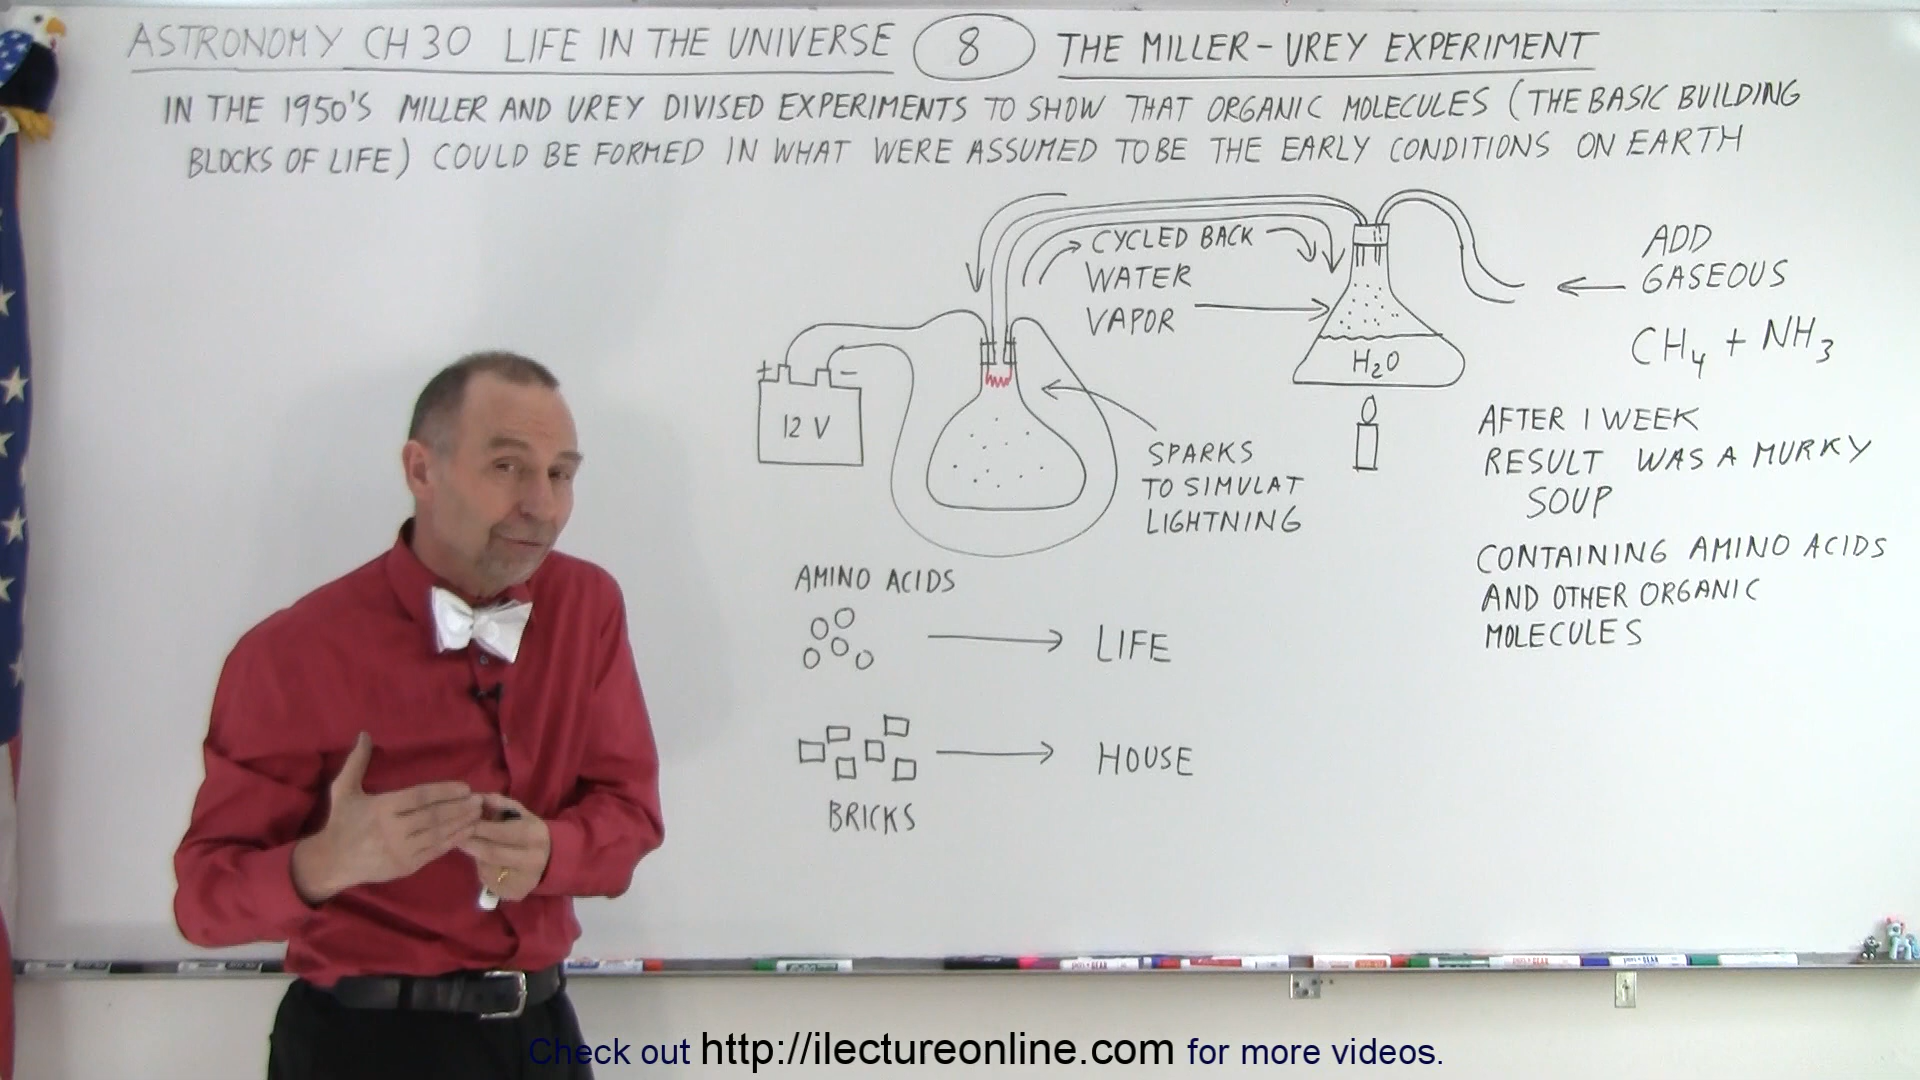 ASTRONOMY CH 30 LIFE IN THE UNIVERSE 8 THE MILLER-UREY EXPERIMENT
IN THE 1950'S MILLER AND UREY DIVISED EXPERIMENTS TO SHOW THAT ORGANIC MOLECULES (THE BASIC BUILDING
BLOCKS OF LIFE) COULD BE FORMED IN WHAT WERE ASSUMED TO BE THE EARLY CONDITIONS ON EARTH
CYCLED BACK
WATER
VAPOR
ADD
GASEOUS
CH4 + NH3
H2O
+ −
12 V
SPARKS
TO SIMULAT
LIGHTNING
AFTER 1 WEEK
RESULT WAS A MURKY
SOUP
CONTAINING AMINO ACIDS
AND OTHER ORGANIC
MOLECULES
AMINO ACIDS
LIFE
HOUSE
BRICKS
Check out http://ilectureonline.com for more videos.